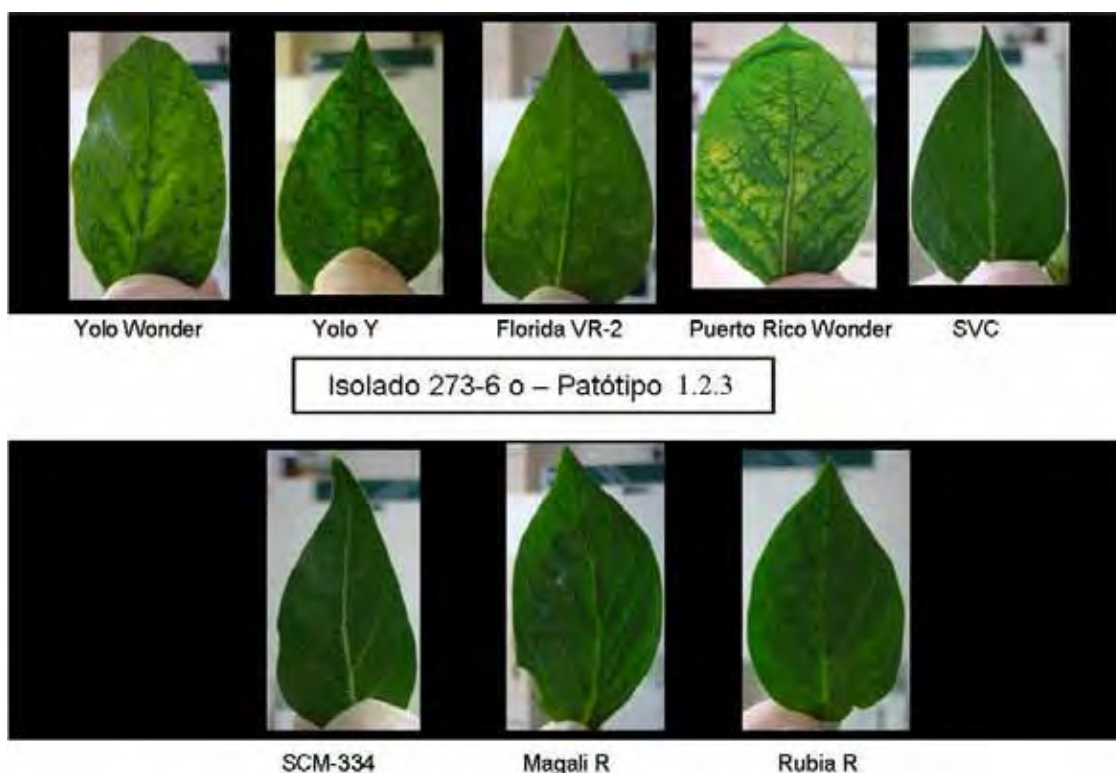 Yolo Wonder Yolo Y Florida VR-2 Puerto Rico Wonder SVC
Isolado 273-6 o – Patótipo 1.2.3
SCM-334 Magali R Rubia R